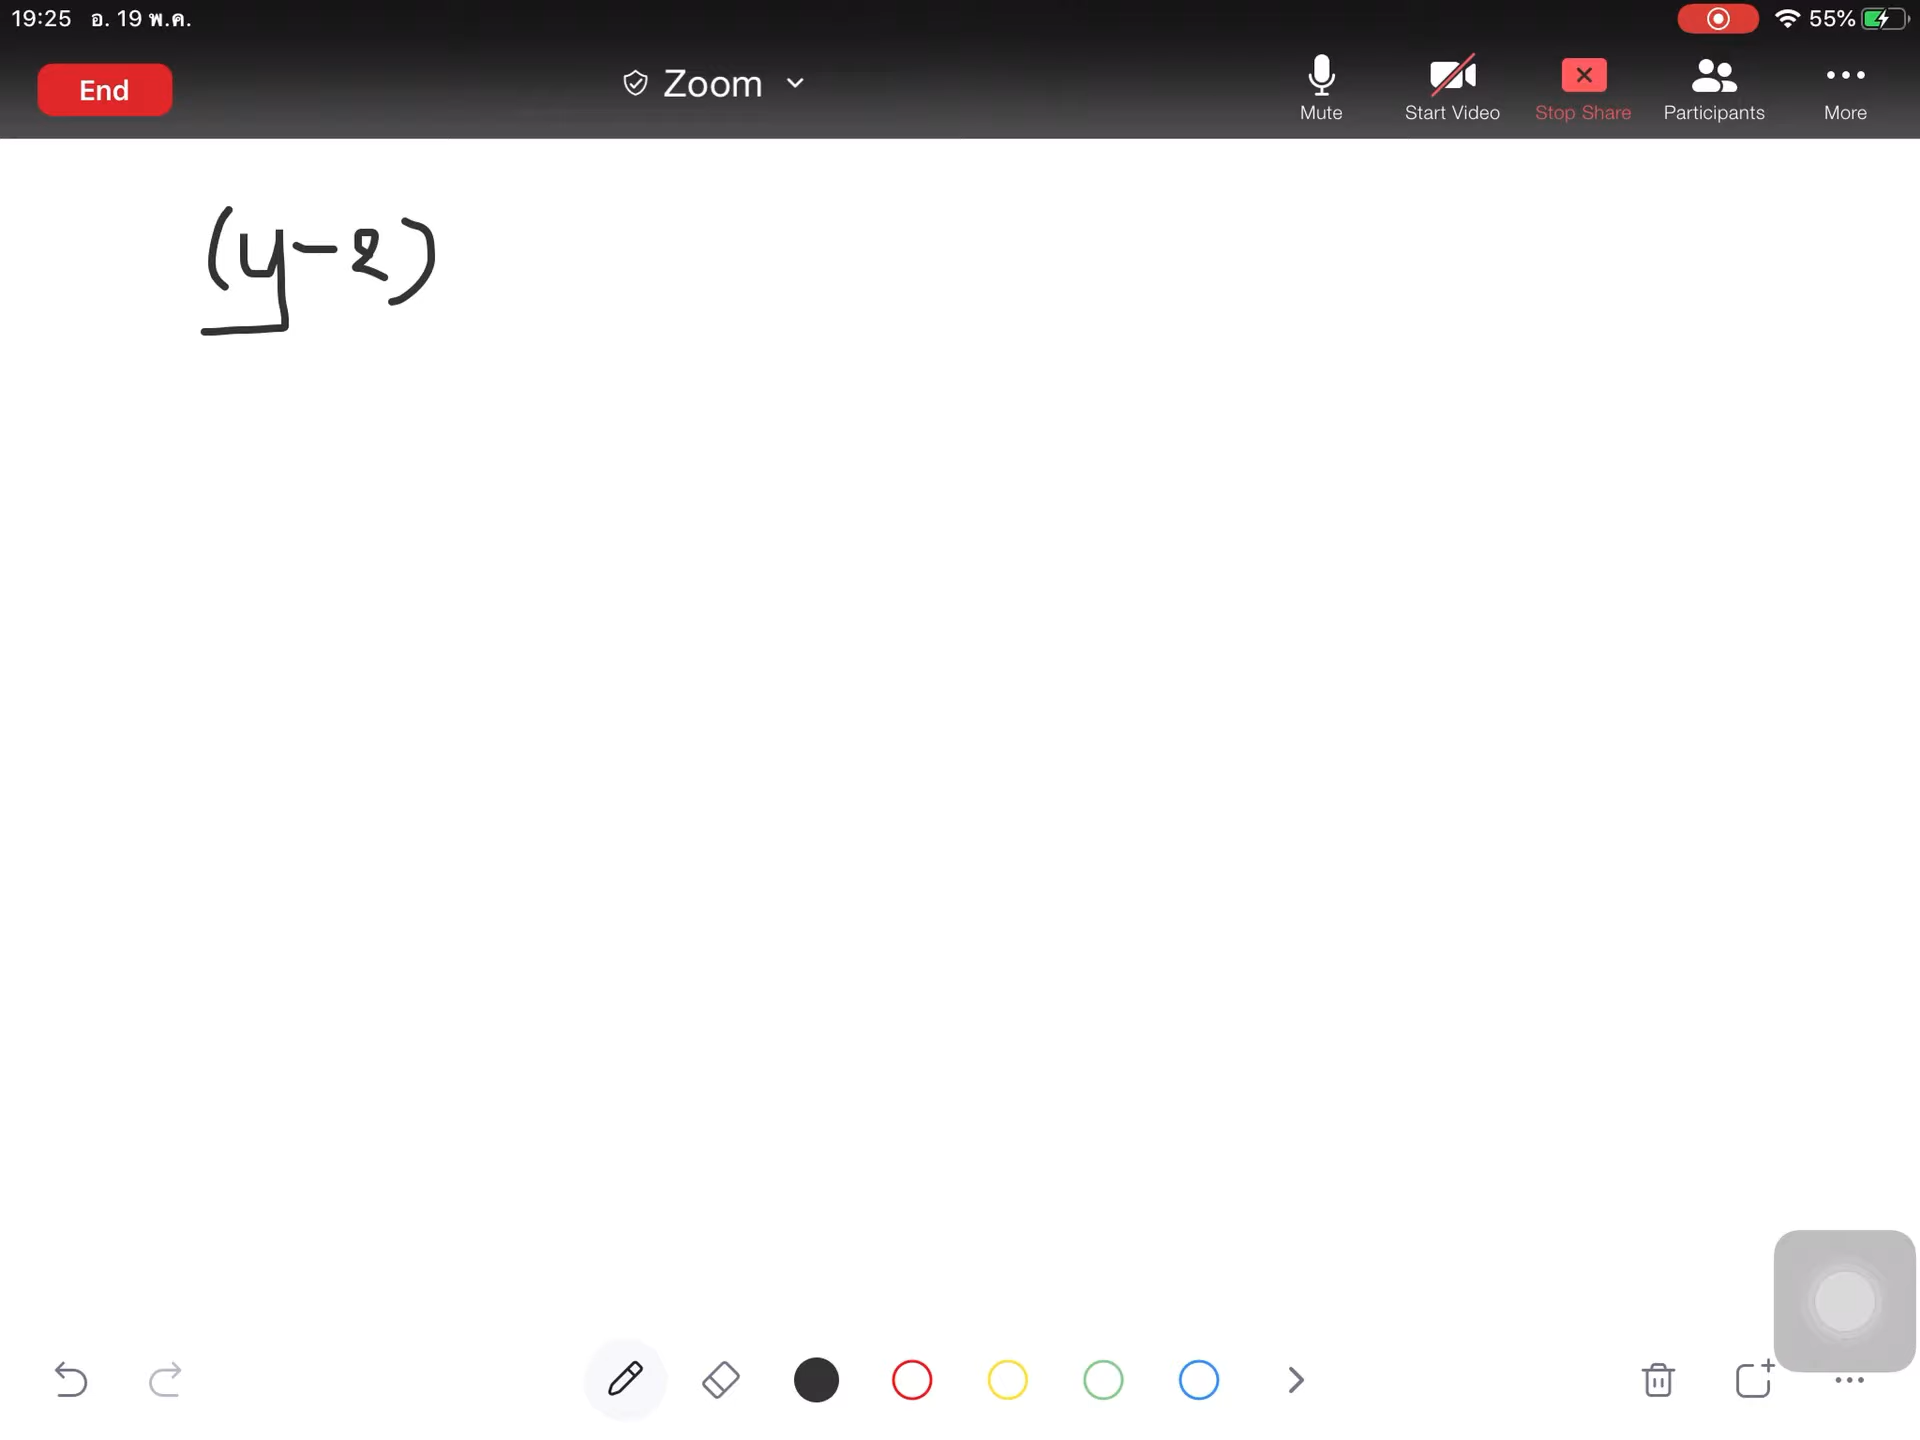 19:25 อ. 19 พ.ค. 55%
End Zoom Mute Start Video Stop Share Participants More
(y-2)